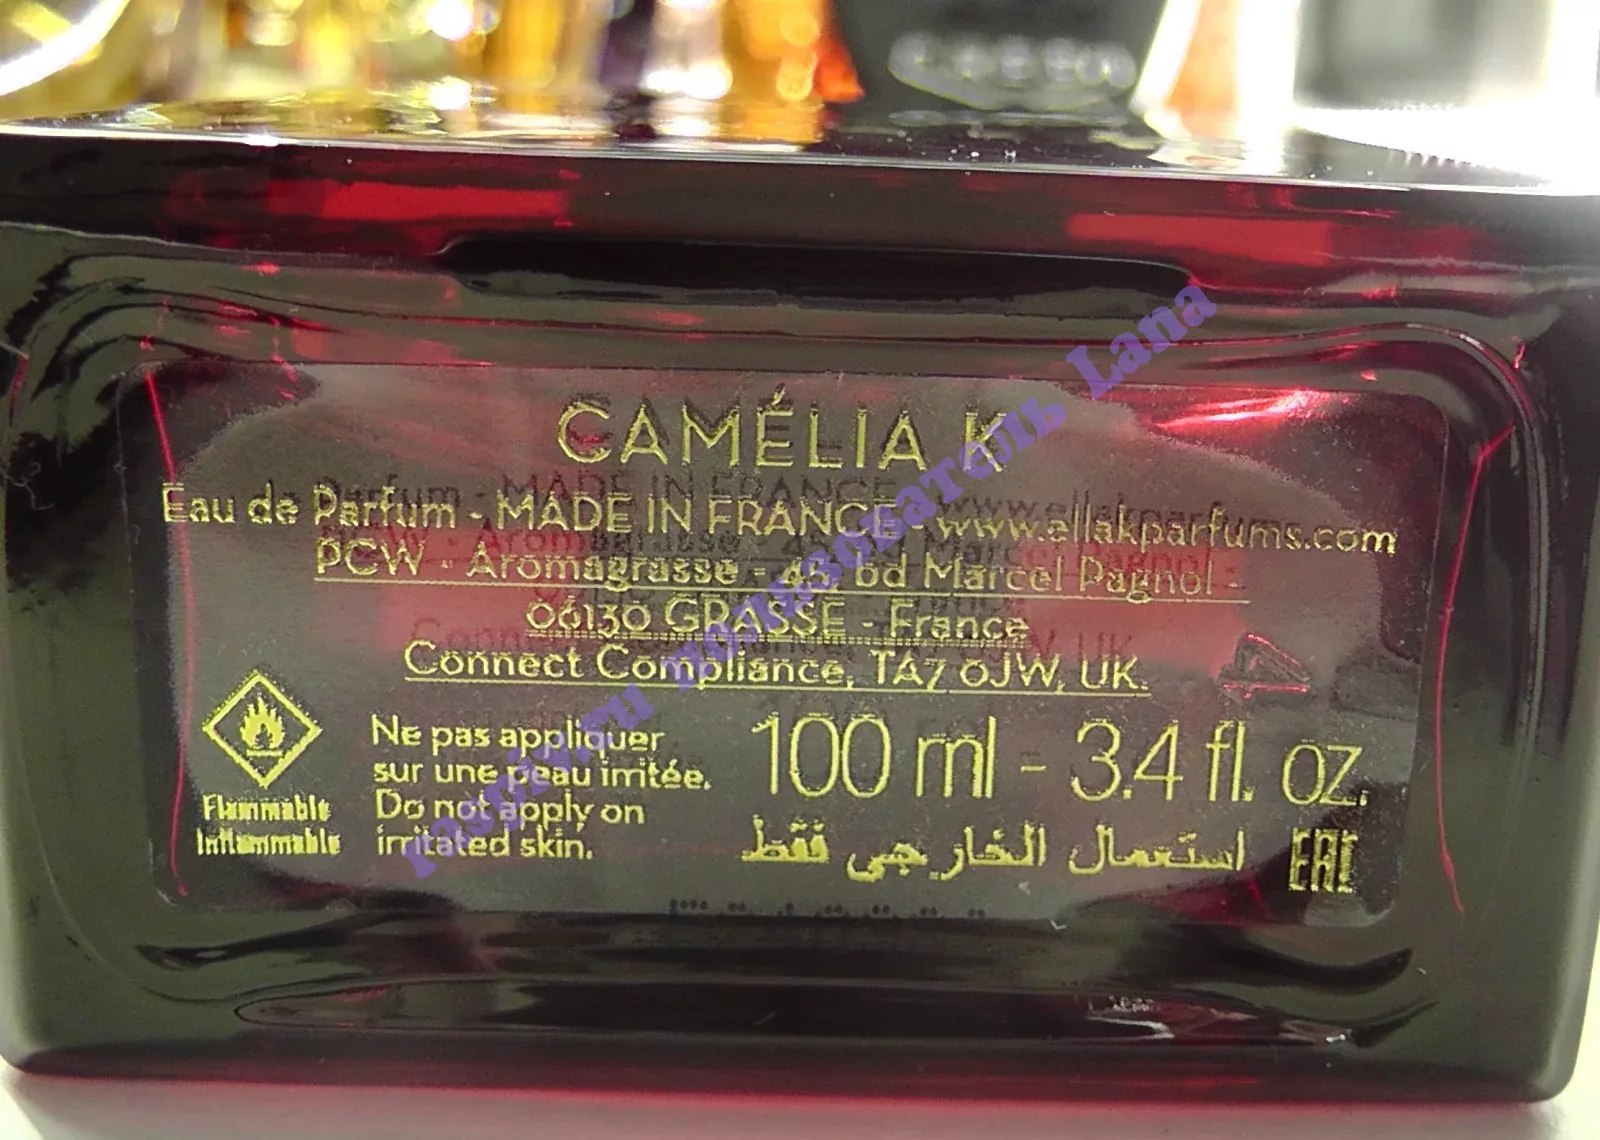 CAMÉLIA K
Eau de Parfum - MADE IN FRANCE - www.ellakparfums.com
PCW - Aromagrasse - 45 bd Marcel Pagnol -
06130 GRASSE - France
Connect Compliance, TA7 0JW, UK.
Ne pas appliquer
sur une peau irritée.
Do not apply on
irritated skin.
Flammable
Inflammable
100 ml - 3.4 fl. oz.
استعمال الخارجي فقط
EAC
пользователь Lana